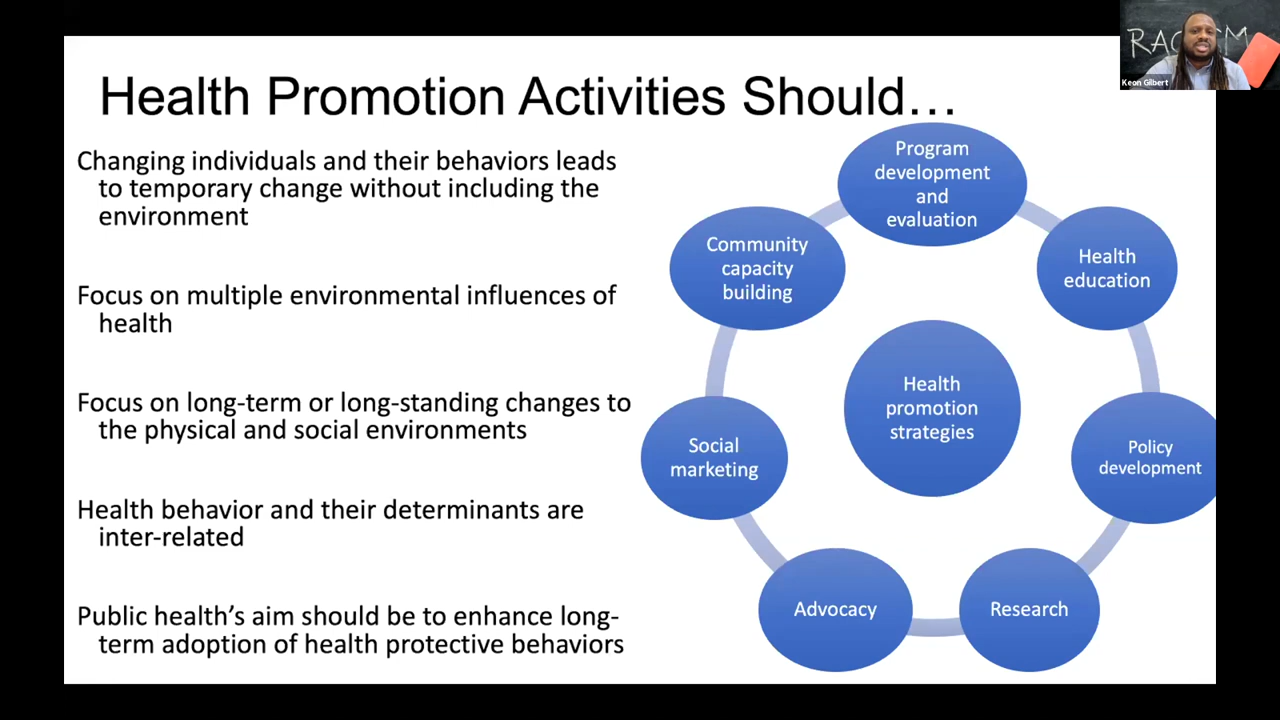 Health Promotion Activities Should…
Changing individuals and their behaviors leads
to temporary change without including the
environment
Focus on multiple environmental influences of
health
Focus on long-term or long-standing changes to
the physical and social environments
Health behavior and their determinants are
inter-related
Public health’s aim should be to enhance long-
term adoption of health protective behaviors
Program
development
and
evaluation
Health
education
Policy
development
Research
Advocacy
Social
marketing
Community
capacity
building
Health
promotion
strategies
Keon Gilbert